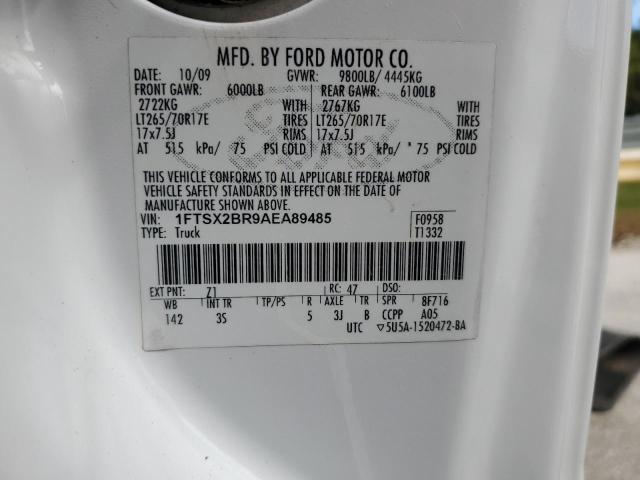 MFD. BY FORD MOTOR CO.
DATE: 10/09 GVWR: 9800LB/ 4445KG
FRONT GAWR: 6000LB REAR GAWR: 6100LB
2722KG WITH 2767KG WITH
LT265/70R17E TIRES LT265/70R17E TIRES
17x7.5J RIMS 17x7.5J RIMS
AT 515 kPa/ 75 PSI COLD AT 515 kPa/ * 75 PSI COLD
THIS VEHICLE CONFORMS TO ALL APPLICABLE FEDERAL MOTOR
VEHICLE SAFETY STANDARDS IN EFFECT ON THE DATE OF
MANUFACTURE SHOWN ABOVE.
VIN: 1FTSX2BR9AEA89485 F0958
TYPE: Truck T1332
EXT PNT: Z1 RC: 47 DSO:
WB INT TR TP/PS R AXLE TR SPR 8F716
142 3S 5 3J B CCPP A05
UTC ▽5U5A-1520472-BA